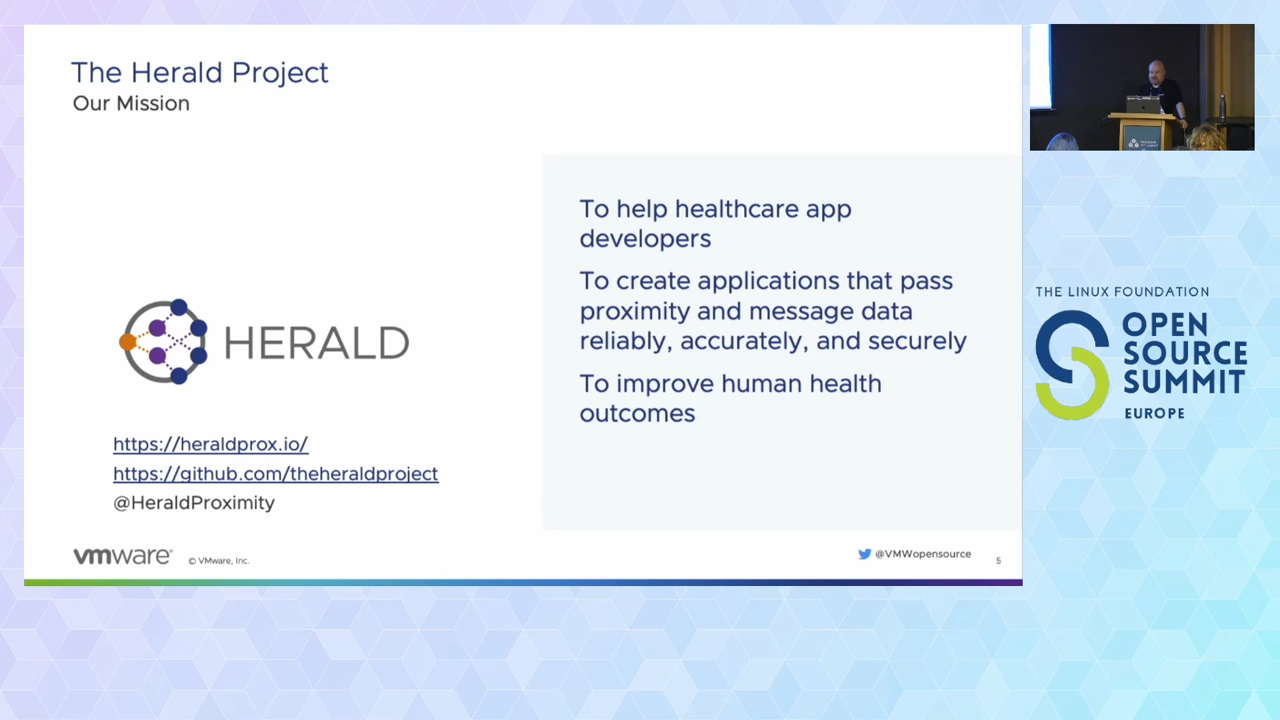 The Herald Project
Our Mission
To help healthcare app
developers
To create applications that pass
proximity and message data
reliably, accurately, and securely
To improve human health
outcomes
HERALD
https://heraldprox.io/
https://github.com/theheraldproject
@HeraldProximity
vmware®
© VMware, Inc.
@VMWopensource
5
THE LINUX FOUNDATION
OPEN
SOURCE
SUMMIT
EUROPE